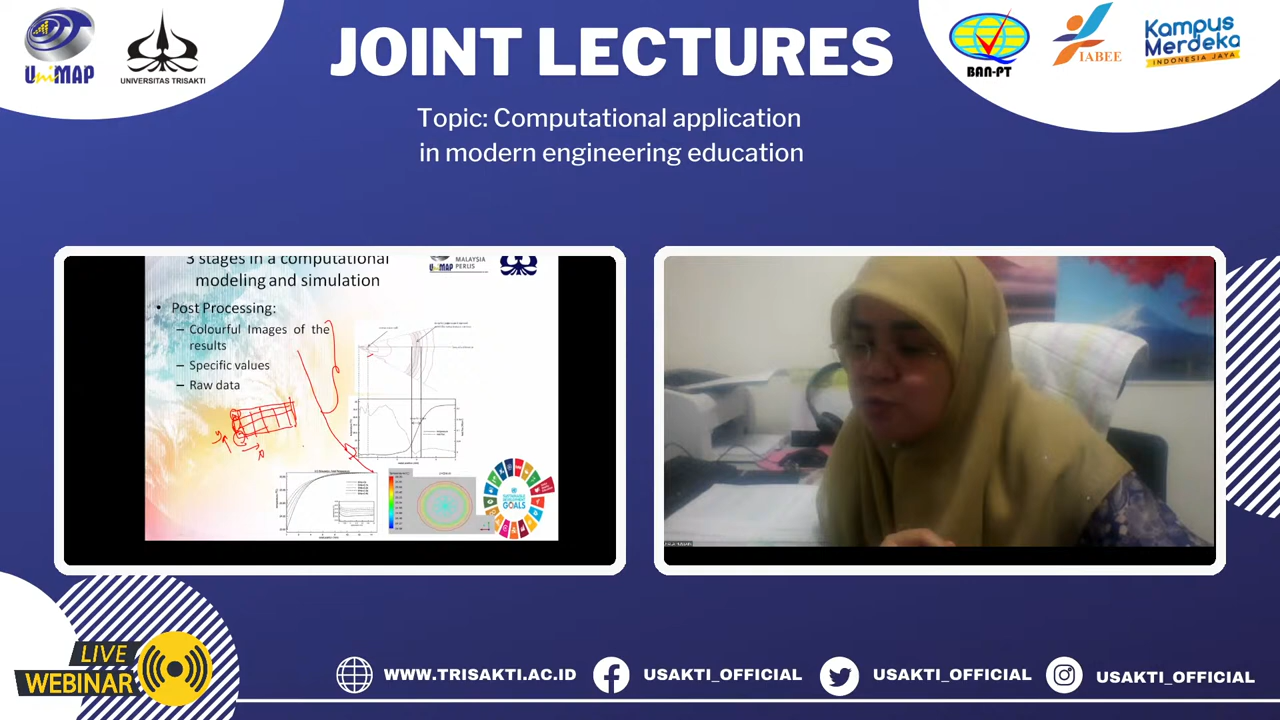 UniMAP
UNIVERSITAS TRISAKTI
JOINT LECTURES
Topic: Computational application
in modern engineering education
BAN-PT
IABEE
Kampus
Merdeka
INDONESIA JAYA
3 stages in a computational
modeling and simulation
UniMAP
MALAYSIA
PERLIS
• Post Processing:
– Colourful Images of the
results
– Specific values
– Raw data
GOALS
LIVE
WEBINAR
WWW.TRISAKTI.AC.ID
USAKTI_OFFICIAL
USAKTI_OFFICIAL
USAKTI_OFFICIAL